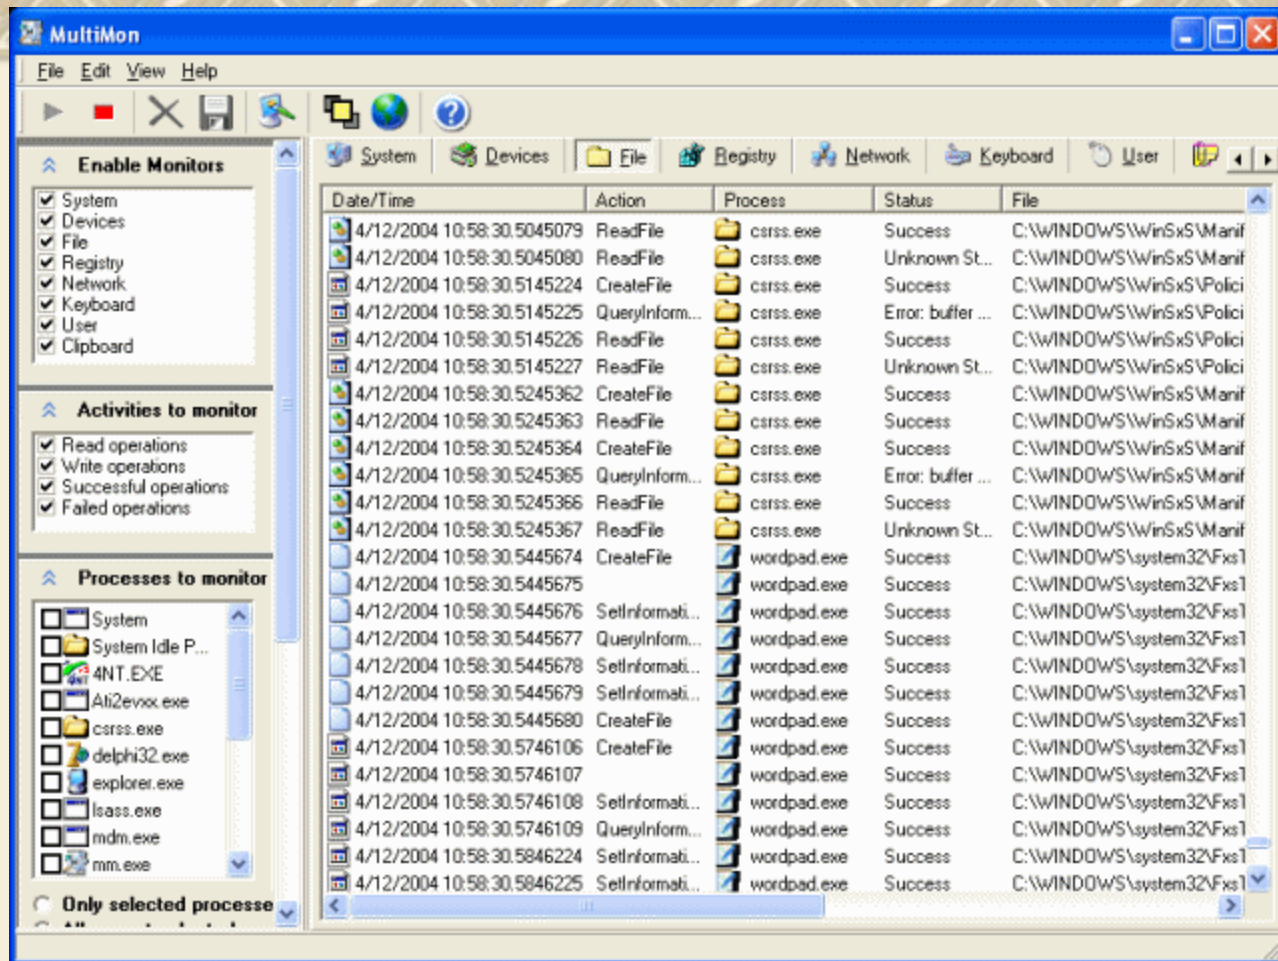 MultiMon
File Edit View Help
Enable Monitors
System
Devices
File
Registry
Network
Keyboard
User
Clipboard
Activities to monitor
Read operations
Write operations
Successful operations
Failed operations
Processes to monitor
System
System Idle P...
4NT.EXE
Ati2evxx.exe
csrss.exe
delphi32.exe
explorer.exe
lsass.exe
mdm.exe
mm.exe
Only selected processe
System Devices File Registry Network Keyboard User
Date/Time Action Process Status File
4/12/2004 10:58:30.5045079 ReadFile csrss.exe Success C:\WINDOWS\WinSxS\Manif
4/12/2004 10:58:30.5045080 ReadFile csrss.exe Unknown St... C:\WINDOWS\WinSxS\Manif
4/12/2004 10:58:30.5145224 CreateFile csrss.exe Success C:\WINDOWS\WinSxS\Polici
4/12/2004 10:58:30.5145225 QueryInform... csrss.exe Error: buffer ... C:\WINDOWS\WinSxS\Polici
4/12/2004 10:58:30.5145226 ReadFile csrss.exe Success C:\WINDOWS\WinSxS\Polici
4/12/2004 10:58:30.5145227 ReadFile csrss.exe Unknown St... C:\WINDOWS\WinSxS\Polici
4/12/2004 10:58:30.5245362 CreateFile csrss.exe Success C:\WINDOWS\WinSxS\Manif
4/12/2004 10:58:30.5245363 ReadFile csrss.exe Success C:\WINDOWS\WinSxS\Manif
4/12/2004 10:58:30.5245364 CreateFile csrss.exe Success C:\WINDOWS\WinSxS\Manif
4/12/2004 10:58:30.5245365 QueryInform... csrss.exe Error: buffer ... C:\WINDOWS\WinSxS\Manif
4/12/2004 10:58:30.5245366 ReadFile csrss.exe Success C:\WINDOWS\WinSxS\Manif
4/12/2004 10:58:30.5245367 ReadFile csrss.exe Unknown St... C:\WINDOWS\WinSxS\Manif
4/12/2004 10:58:30.5445674 CreateFile wordpad.exe Success C:\WINDOWS\system32\FxsT
4/12/2004 10:58:30.5445675 wordpad.exe Success C:\WINDOWS\system32\FxsT
4/12/2004 10:58:30.5445676 SetInformati... wordpad.exe Success C:\WINDOWS\system32\FxsT
4/12/2004 10:58:30.5445677 QueryInform... wordpad.exe Success C:\WINDOWS\system32\FxsT
4/12/2004 10:58:30.5445678 SetInformati... wordpad.exe Success C:\WINDOWS\system32\FxsT
4/12/2004 10:58:30.5445679 SetInformati... wordpad.exe Success C:\WINDOWS\system32\FxsT
4/12/2004 10:58:30.5445680 CreateFile wordpad.exe Success C:\WINDOWS\system32\FxsT
4/12/2004 10:58:30.5746106 CreateFile wordpad.exe Success C:\WINDOWS\system32\FxsT
4/12/2004 10:58:30.5746107 wordpad.exe Success C:\WINDOWS\system32\FxsT
4/12/2004 10:58:30.5746108 SetInformati... wordpad.exe Success C:\WINDOWS\system32\FxsT
4/12/2004 10:58:30.5746109 QueryInform... wordpad.exe Success C:\WINDOWS\system32\FxsT
4/12/2004 10:58:30.5846224 SetInformati... wordpad.exe Success C:\WINDOWS\system32\FxsT
4/12/2004 10:58:30.5846225 SetInformati... wordpad.exe Success C:\WINDOWS\system32\FxsT